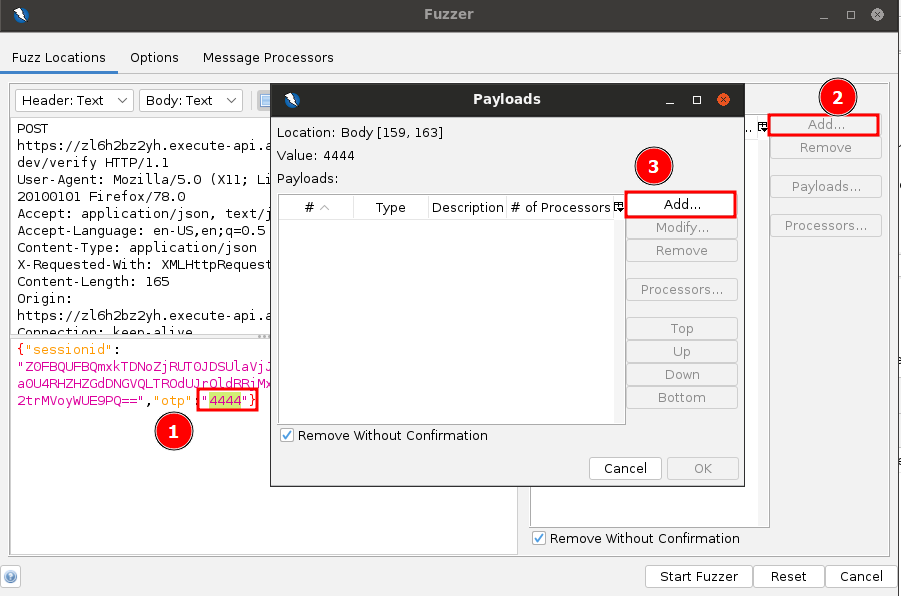 Fuzzer
Fuzz Locations Options Message Processors
Header: Text Body: Text
POST
https://zl6h2bz2yh.execute-api.a
dev/verify HTTP/1.1
User-Agent: Mozilla/5.0 (X11; Li
20100101 Firefox/78.0
Accept: application/json, text/j
Accept-Language: en-US,en;q=0.5
Content-Type: application/json
X-Requested-With: XMLHttpRequest
Content-Length: 165
Origin:
https://zl6h2bz2yh.execute-api.a
Connection: keep-alive
{"sessionid":
2trMVoyWUE9PQ==","otp":"4444"}
1
Payloads
Location: Body [159, 163]
Value: 4444
Payloads:
# Type Description # of Processors
3
Add...
Modify...
Remove
Processors...
Top
Up
Down
Bottom
Remove Without Confirmation
Cancel OK
2
Add...
Remove
Payloads...
Processors...
Remove Without Confirmation
Start Fuzzer Reset Cancel